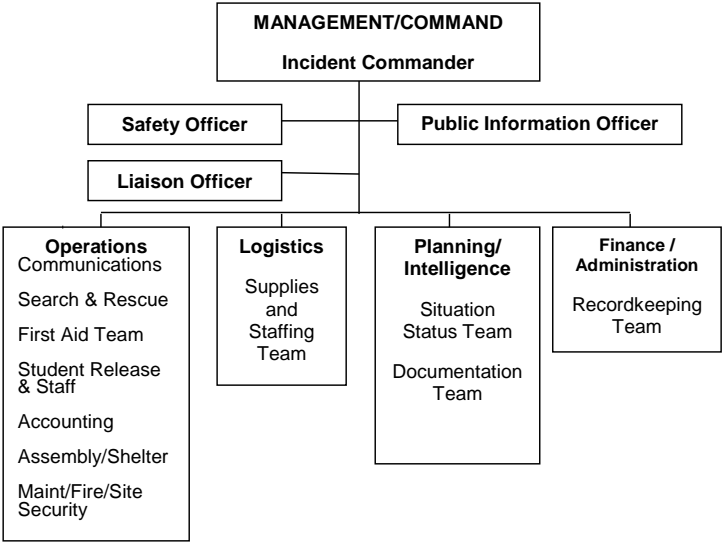 MANAGEMENT/COMMAND
Incident Commander
Safety Officer
Public Information Officer
Liaison Officer
Operations
Communications
Search & Rescue
First Aid Team
Student Release
& Staff
Accounting
Assembly/Shelter
Maint/Fire/Site
Security
Logistics
Supplies
and
Staffing
Team
Planning/
Intelligence
Situation
Status Team
Documentation
Team
Finance /
Administration
Recordkeeping
Team